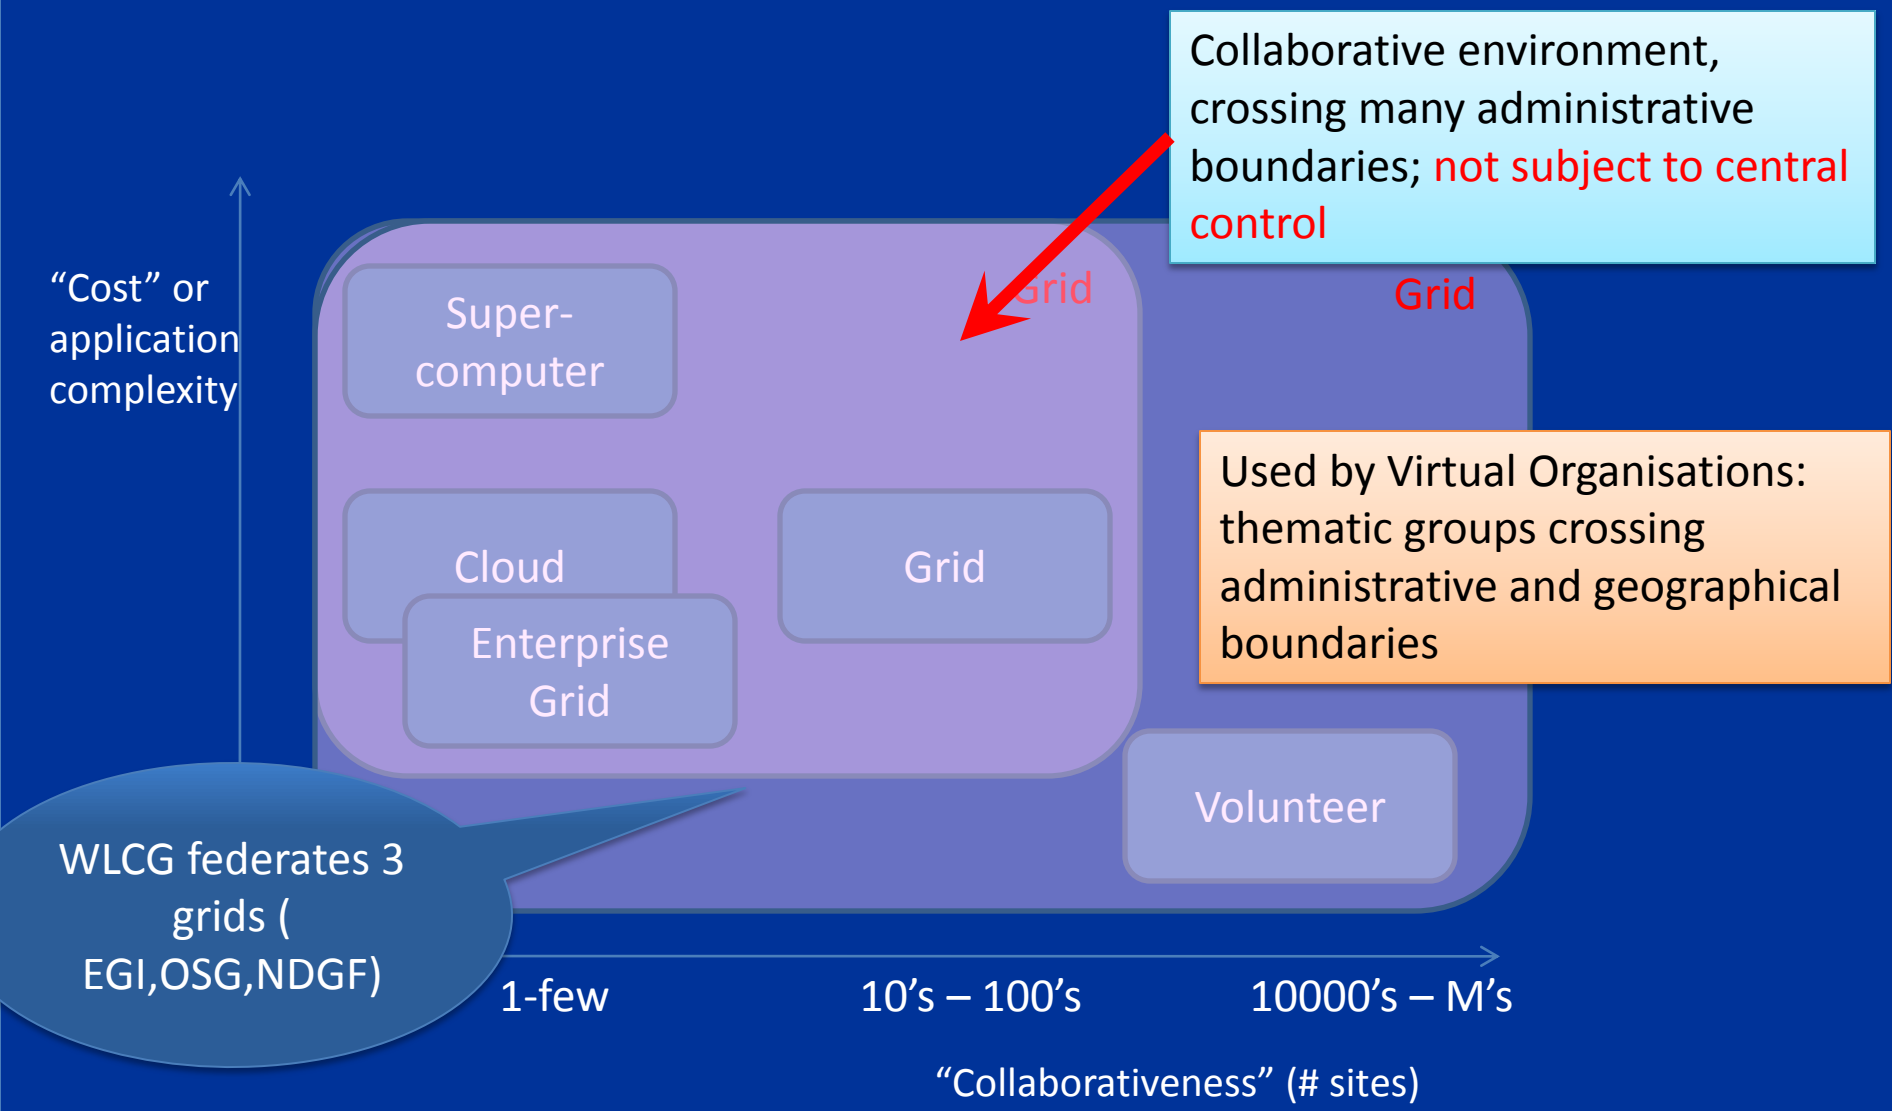 Collaborative environment,
crossing many administrative
boundaries; not subject to central
control
“Cost” or
application
complexity
Super-
computer
Grid
Grid
Used by Virtual Organisations:
thematic groups crossing
administrative and geographical
boundaries
Cloud
Grid
Enterprise
Grid
Volunteer
WLCG federates 3
grids (
EGI,OSG,NDGF)
1-few
10’s – 100’s
10000’s – M’s
“Collaborativeness” (# sites)